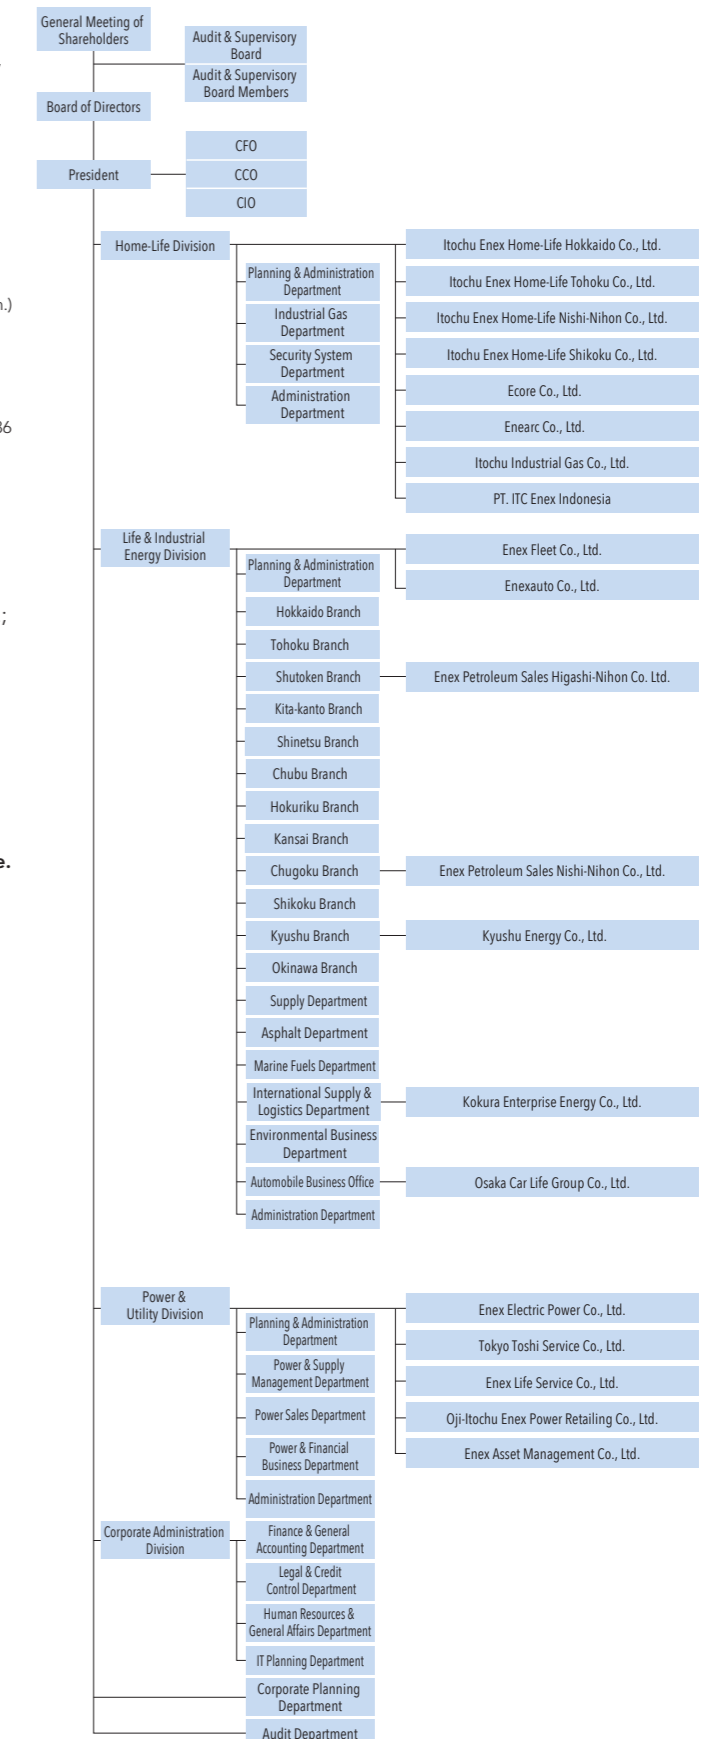 General Meeting of
Shareholders
Audit & Supervisory
Board
Audit & Supervisory
Board Members
Board of Directors
CFO
President
CCO
CIO
Home-Life Division
Itochu Enex Home-Life Hokkaido Co., Ltd.
Planning & Administration
Department
Itochu Enex Home-Life Tohoku Co., Ltd.
n.)
Industrial Gas
Department
Itochu Enex Home-Life Nishi-Nihon Co., Ltd.
Security System
Department
Itochu Enex Home-Life Shikoku Co., Ltd.
Administration
Department
Ecore Co., Ltd.
36
Enearc Co., Ltd.
Itochu Industrial Gas Co., Ltd.
PT. ITC Enex Indonesia
Life & Industrial
Energy Division
Enex Fleet Co., Ltd.
Planning & Administration
Department
Enexauto Co., Ltd.
Hokkaido Branch
;
Tohoku Branch
Shutoken Branch
Enex Petroleum Sales Higashi-Nihon Co. Ltd.
Kita-kanto Branch
Shinetsu Branch
Chubu Branch
Hokuriku Branch
Kansai Branch
e.
Chugoku Branch
Enex Petroleum Sales Nishi-Nihon Co., Ltd.
Shikoku Branch
Kyushu Branch
Kyushu Energy Co., Ltd.
Okinawa Branch
Supply Department
Asphalt Department
Marine Fuels Department
International Supply &
Logistics Department
Kokura Enterprise Energy Co., Ltd.
Environmental Business
Department
Automobile Business Office
Osaka Car Life Group Co., Ltd.
Administration Department
Power &
Utility Division
Enex Electric Power Co., Ltd.
Planning & Administration
Department
Tokyo Toshi Service Co., Ltd.
Power & Supply
Management Department
Enex Life Service Co., Ltd.
Power Sales Department
Oji-Itochu Enex Power Retailing Co., Ltd.
Power & Financial
Business Department
Enex Asset Management Co., Ltd.
Administration Department
Corporate Administration
Division
Finance & General
Accounting Department
Legal & Credit
Control Department
Human Resources &
General Affairs Department
IT Planning Department
Corporate Planning
Department
Audit Department